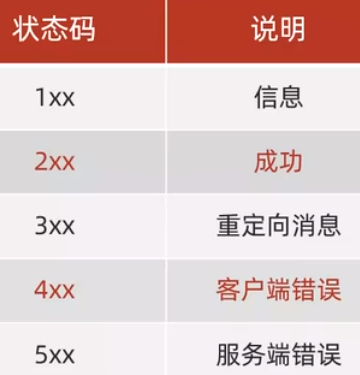 状态码 说明
1xx 信息
2xx 成功
3xx 重定向消息
4xx 客户端错误
5xx 服务端错误